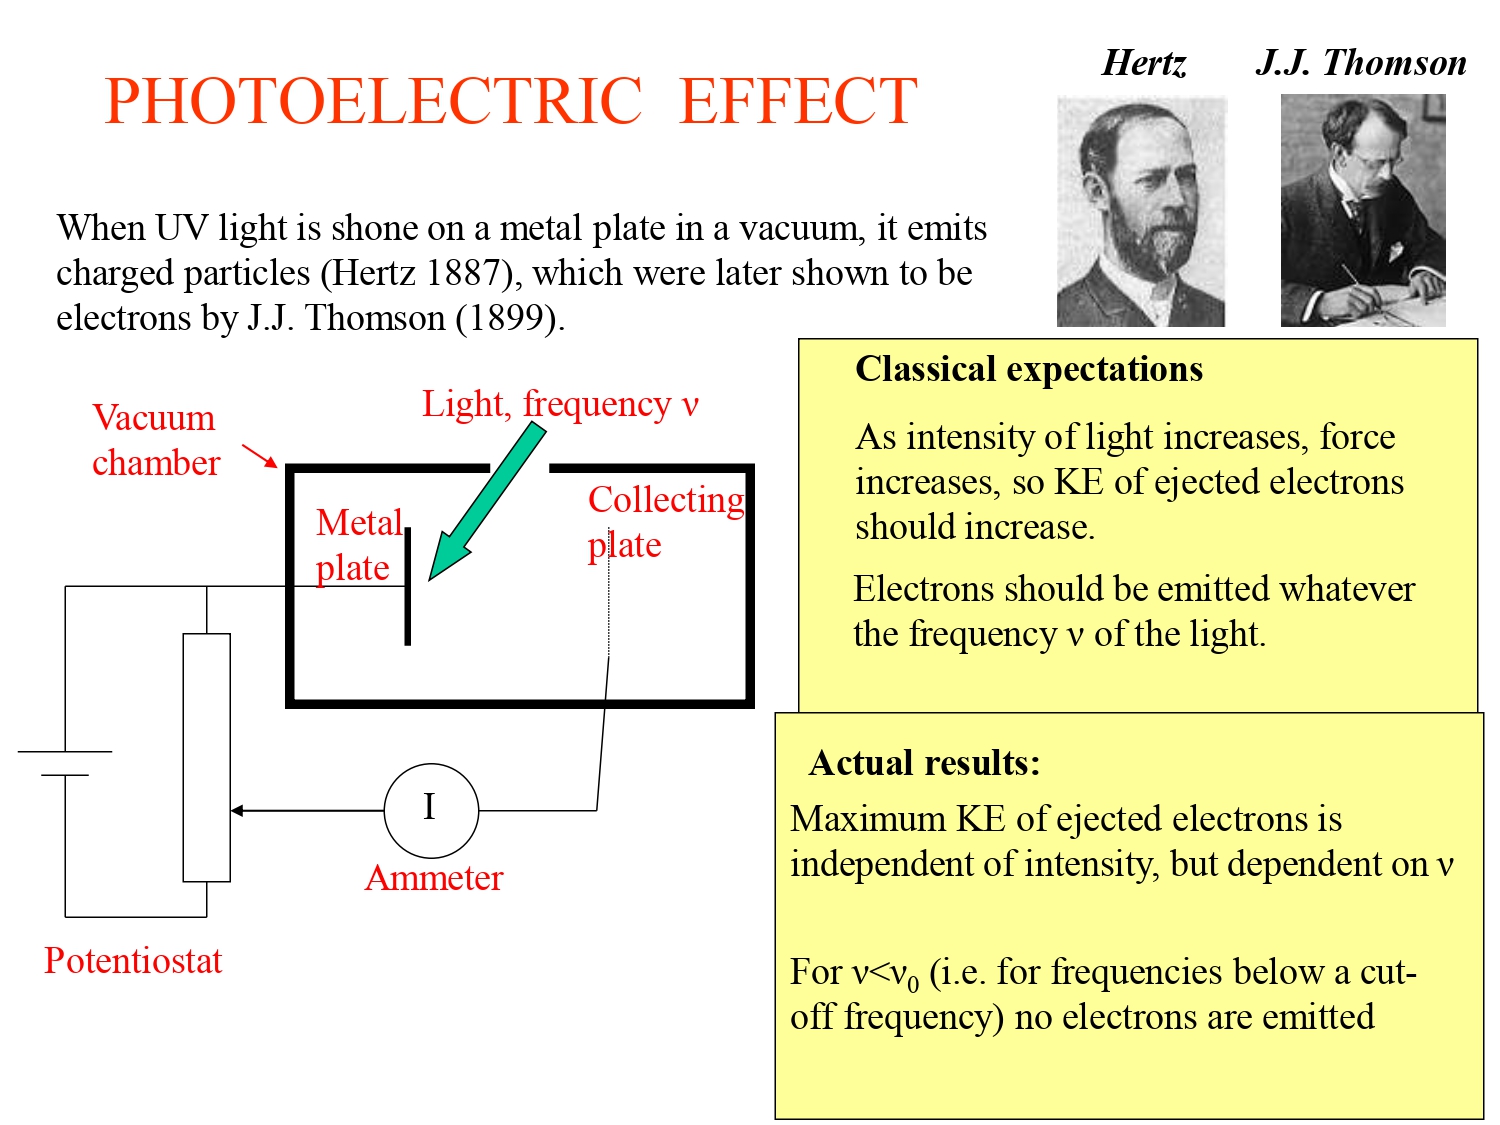 PHOTOELECTRIC EFFECT
Hertz
J.J. Thomson
When UV light is shone on a metal plate in a vacuum, it emits
charged particles (Hertz 1887), which were later shown to be
electrons by J.J. Thomson (1899).
Light, frequency ν
Vacuum
chamber
Metal
plate
Collecting
plate
I
Ammeter
Potentiostat
Classical expectations
As intensity of light increases, force
increases, so KE of ejected electrons
should increase.
Electrons should be emitted whatever
the frequency ν of the light.
Actual results:
Maximum KE of ejected electrons is
independent of intensity, but dependent on ν
For ν<ν₀ (i.e. for frequencies below a cut-
off frequency) no electrons are emitted